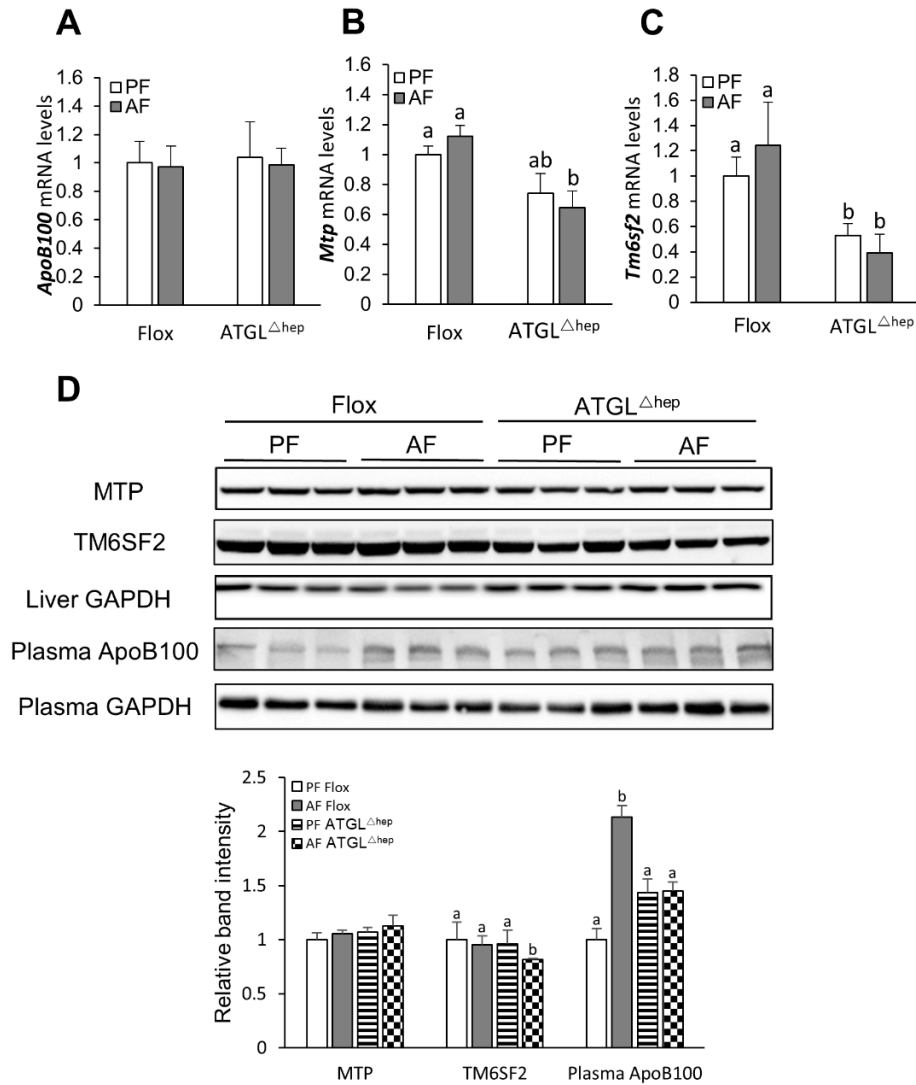 A
ApoB100 mRNA levels
1.6
1.4
1.2
1
0.8
0.6
0.4
0.2
0
PF
AF
Flox
ATGL△hep
B
Mtp mRNA levels
1.6
1.4
1.2
1
0.8
0.6
0.4
0.2
0
PF
AF
a
a
ab
b
Flox
ATGL△hep
C
Tm6sf2 mRNA levels
2
1.8
1.6
1.4
1.2
1
0.8
0.6
0.4
0.2
0
PF
AF
a
a
b
b
Flox
ATGL△hep
D
Flox
ATGL△hep
PF
AF
PF
AF
MTP
TM6SF2
Liver GAPDH
Plasma ApoB100
Plasma GAPDH
Relative band intensity
2.5
2
1.5
1
0.5
0
PF Flox
AF Flox
PF ATGL△hep
AF ATGL△hep
a
a
a
b
a
b
a
a
MTP
TM6SF2
Plasma ApoB100